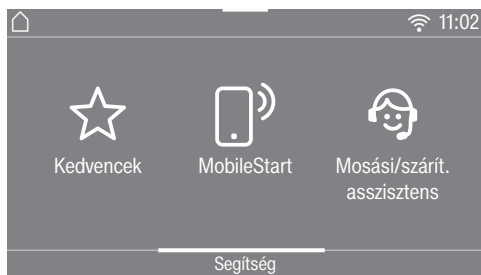 11:02
Kedvencek
MobileStart
Mosási/szárít.
asszisztens
Segítség